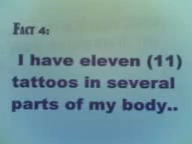 FACT 4:
I have eleven (11)
tattoos in several
parts of my body..